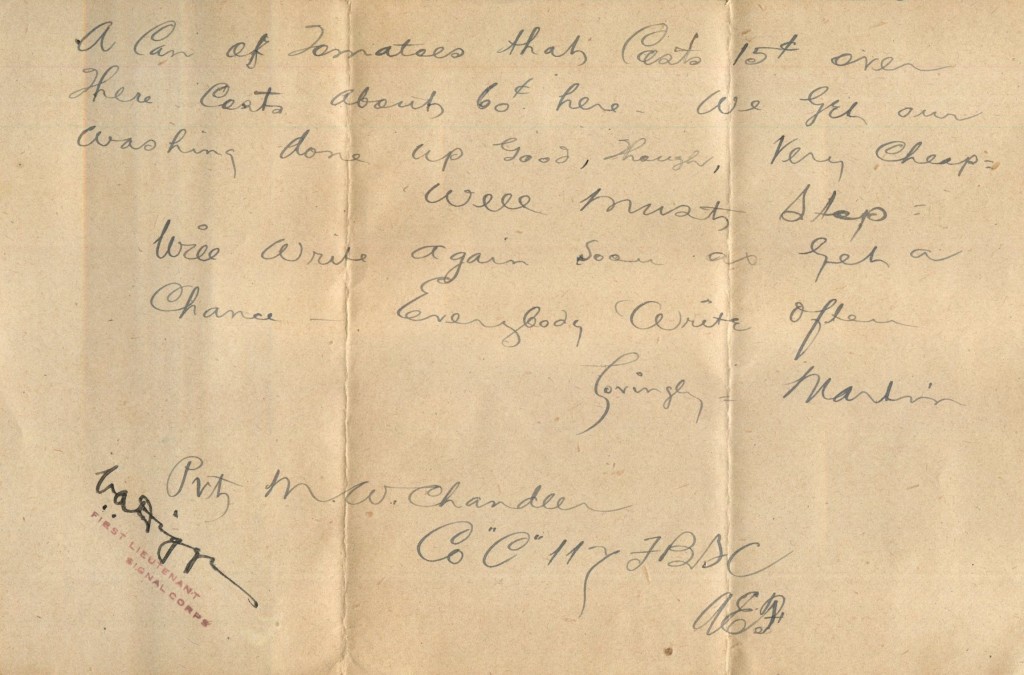 A Can of Tomatoes that Costs 15¢ over
There Costs about 60¢ here - We Get our
washing done up Good, Though, Very Cheap=
Well Must Stop =
Will Write again Soon as Get a
Chance - Everybody Write often
Lovingly = Martin
Pvt M. W. Chandler
Co "C" 117 F B S C
A E F
FIRST LIEUTENANT
SIGNAL CORPS